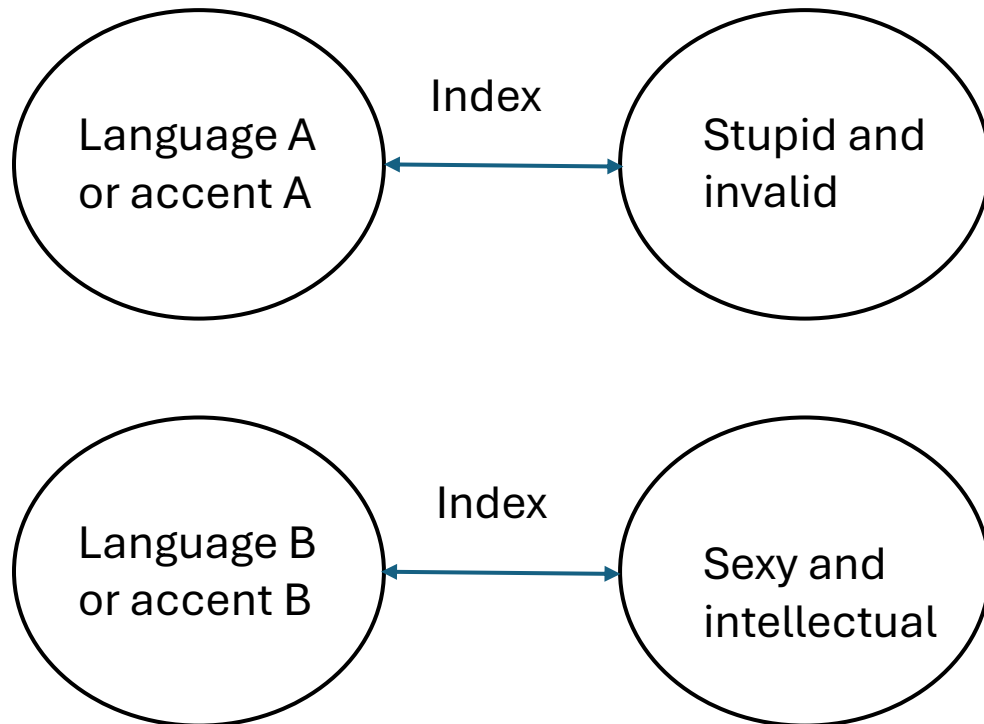 Index
Language A
or accent A
Stupid and
invalid
Index
Language B
or accent B
Sexy and
intellectual